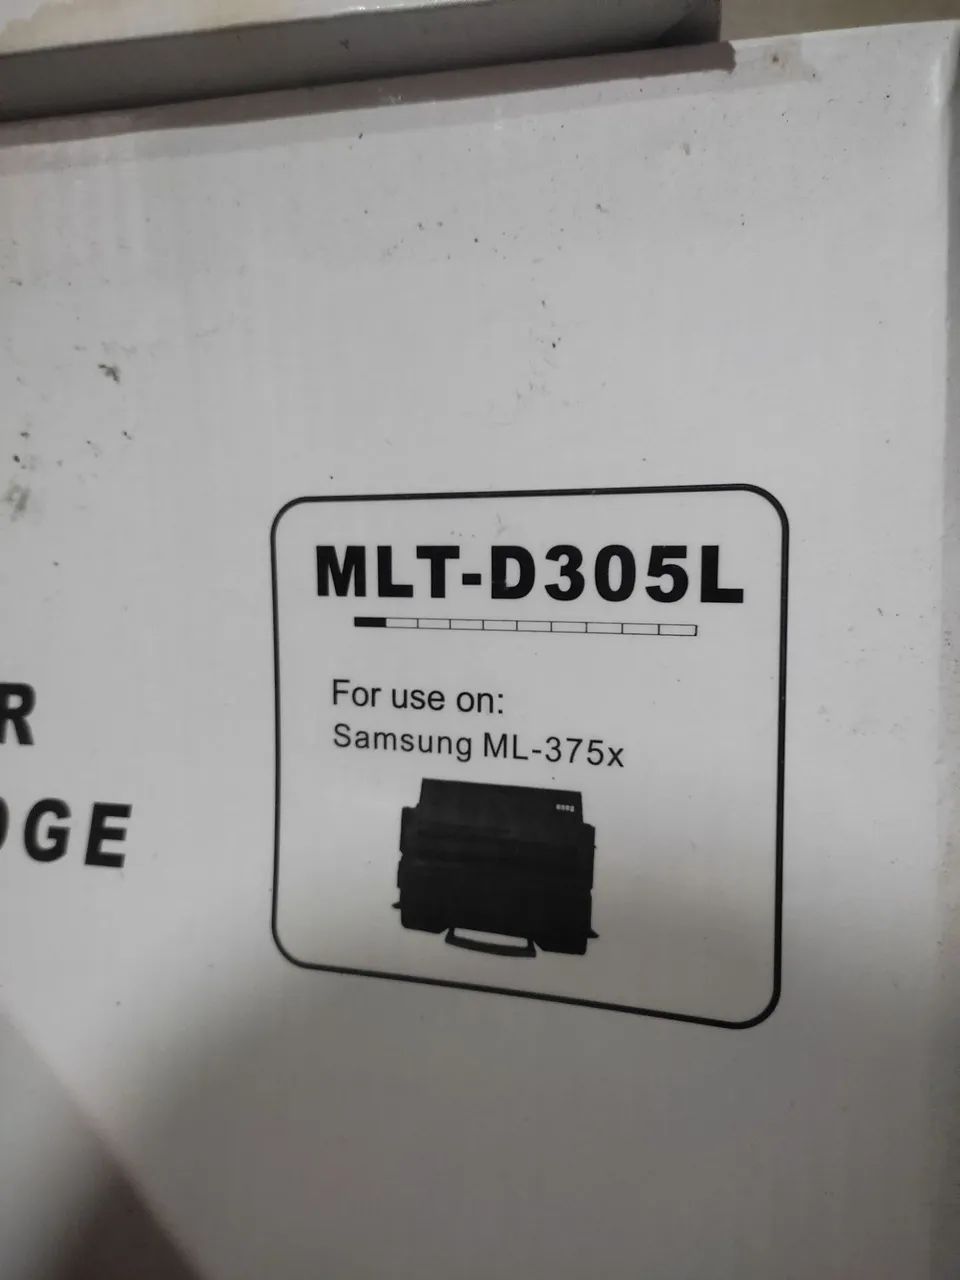 MLT-D305L
For use on:
Samsung ML-375x
R
DGE